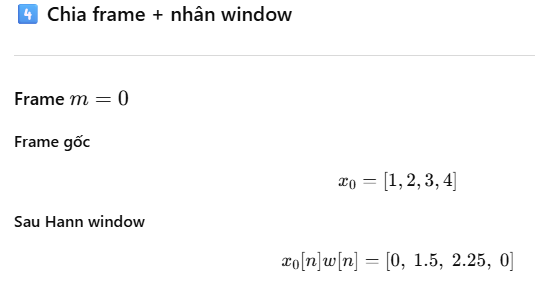 4️⃣ Chia frame + nhân window
Frame m = 0
Frame gốc
x₀ = [1, 2, 3, 4]
Sau Hann window
x₀[n]w[n] = [0, 1.5, 2.25, 0]